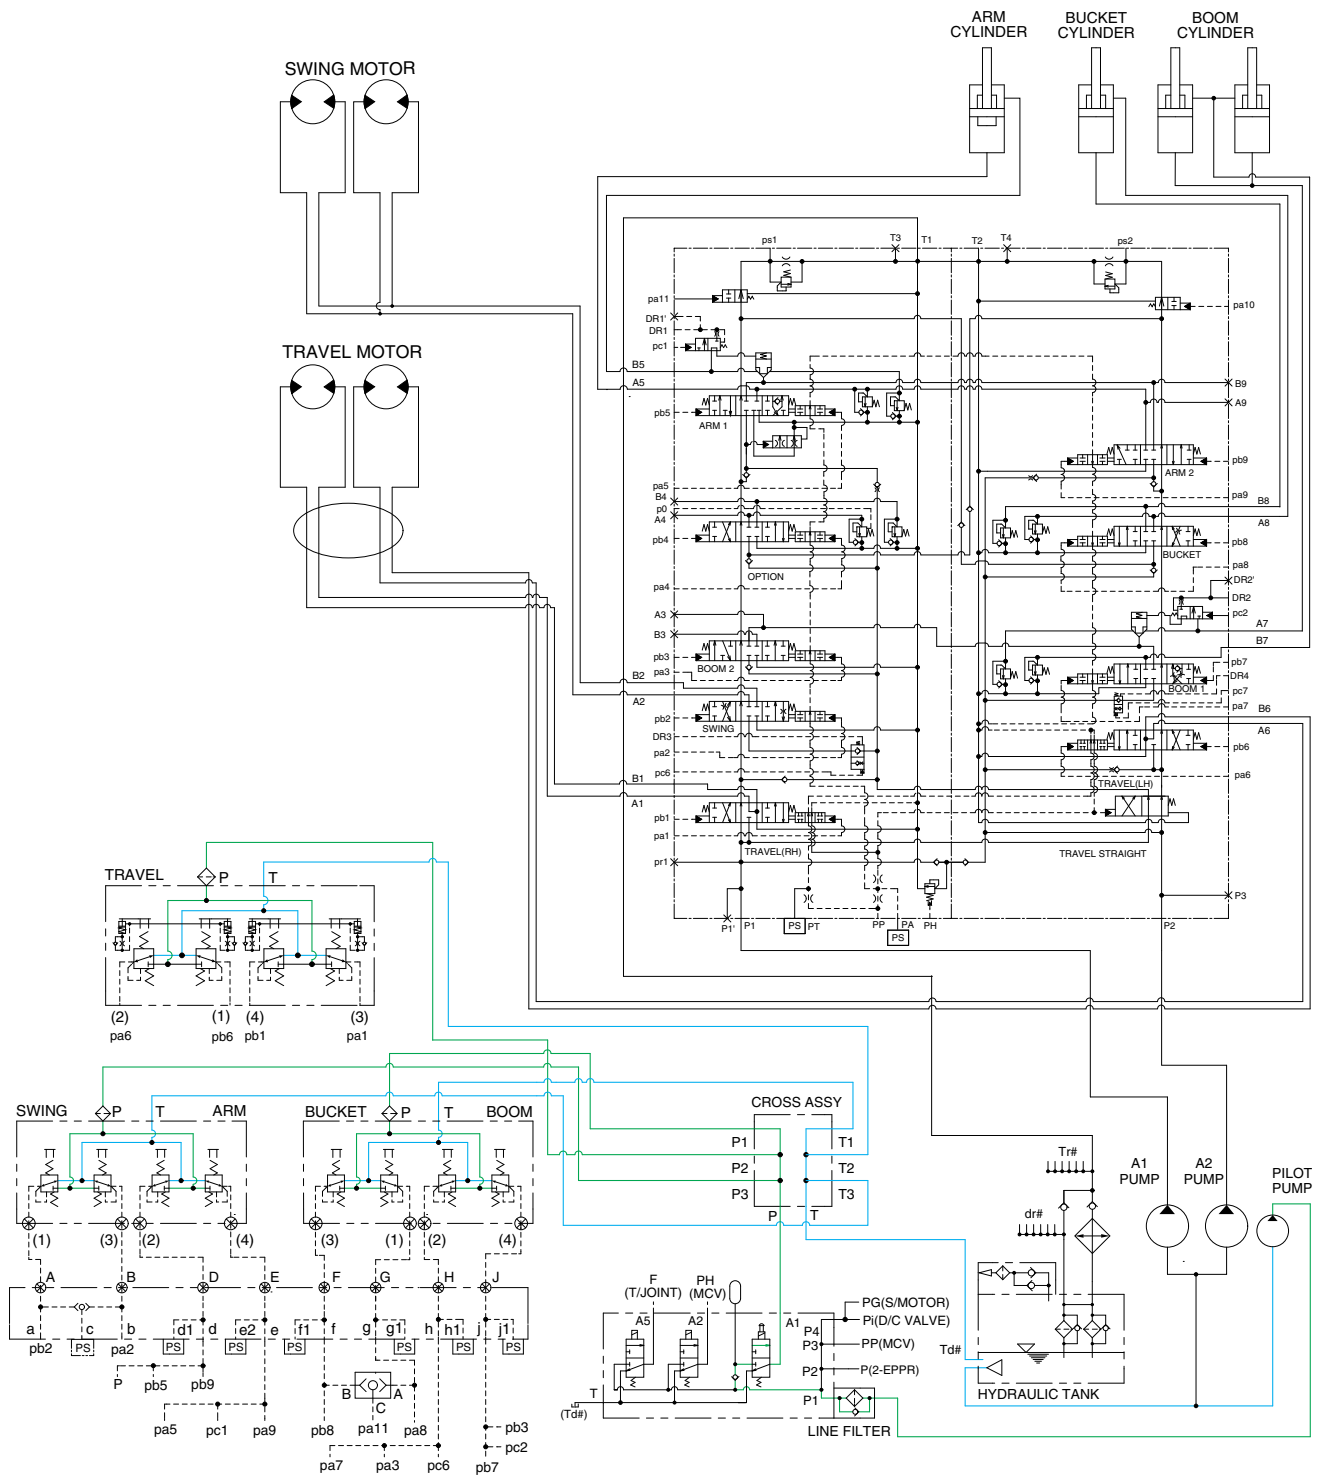 ARM
CYLINDER
BUCKET
CYLINDER
BOOM
CYLINDER
SWING MOTOR
TRAVEL MOTOR
ps1
T3
T1
T2
T4
ps2
pa11
DR1'
DR1
pc1
B5
A5
pb5
ARM 1
pa5
B4
p0
A4
pb4
OPTION
pa4
A3
B3
pb3
BOOM 2
pa3
B2
A2
pb2
SWING
DR3
pa2
pc6
B1
A1
pb1
pa1
TRAVEL(RH)
pr1
P1'
P1
PS
PT
PP
PA
PS
PH
P2
pa10
B9
A9
pb9
ARM 2
pa9
B8
A8
pb8
BUCKET
pa8
DR2'
DR2
pc2
A7
B7
pb7
DR4
BOOM 1
pc7
pa7
B6
A6
pb6
TRAVEL(LH)
pa6
TRAVEL STRAIGHT
P3
TRAVEL
P
T
(2)
(1)
(4)
(3)
pa6
pb6
pb1
pa1
SWING
P
T
ARM
BUCKET
P
T
BOOM
(1)
(3)
(2)
(4)
(3)
(1)
(2)
(4)
A
B
D
E
F
G
H
J
a
c
b
d1
d
e2
e
f1
f
g
g1
h
h1
j
j1
pb2
PS
pa2
PS
PS
PS
PS
PS
PS
P
pb5
pb9
pa5
pc1
pa9
B
A
C
pb8
pa11
pa8
pa7
pa3
pc6
pb3
pc2
pb7
CROSS ASSY
P1
T1
P2
T2
P3
T3
P
T
F
(T/JOINT)
PH
(MCV)
A5
A2
A1
P4
P3
P2
P1
T
(Td#)
PG(S/MOTOR)
Pi(D/C VALVE)
PP(MCV)
P(2-EPPR)
LINE FILTER
Tr#
dr#
Td#
HYDRAULIC TANK
A1
PUMP
A2
PUMP
PILOT
PUMP